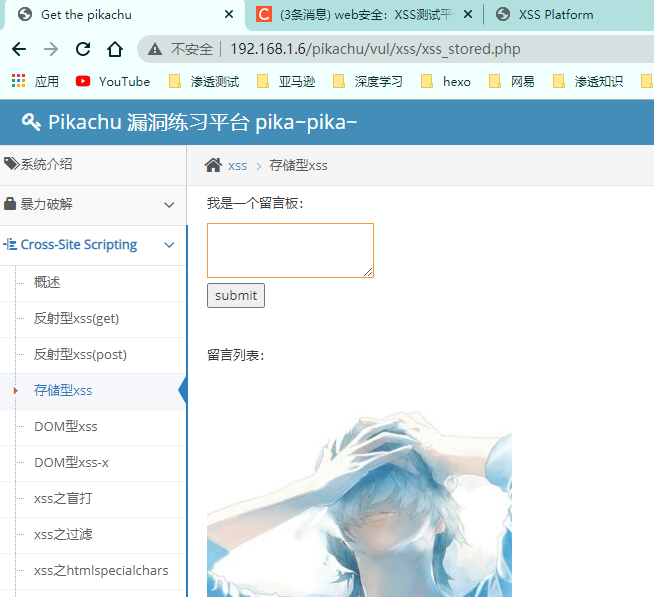 Get the pikachu
(3条消息) web安全：XSS测试平
XSS Platform
不安全 | 192.168.1.6/pikachu/vul/xss/xss_stored.php
应用 YouTube 渗透测试 亚马逊 深度学习 hexo 网易 渗透知识
Pikachu 漏洞练习平台 pika~pika~
系统介绍
xss > 存储型xss
暴力破解
我是一个留言板：
Cross-Site Scripting
submit
概述
反射型xss(get)
反射型xss(post)
留言列表：
存储型xss
DOM型xss
DOM型xss-x
xss之盲打
xss之过滤
xss之htmlspecialchars